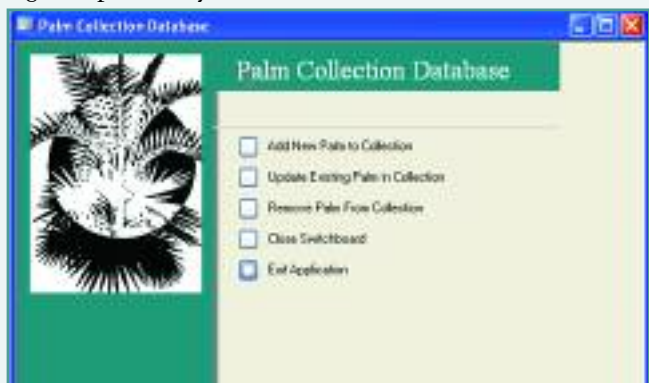 Palm Collection Database
Palm Collection Database
Add New Palm to Collection
Update Existing Palm in Collection
Remove Palm From Collection
Close Switchboard
Exit Application